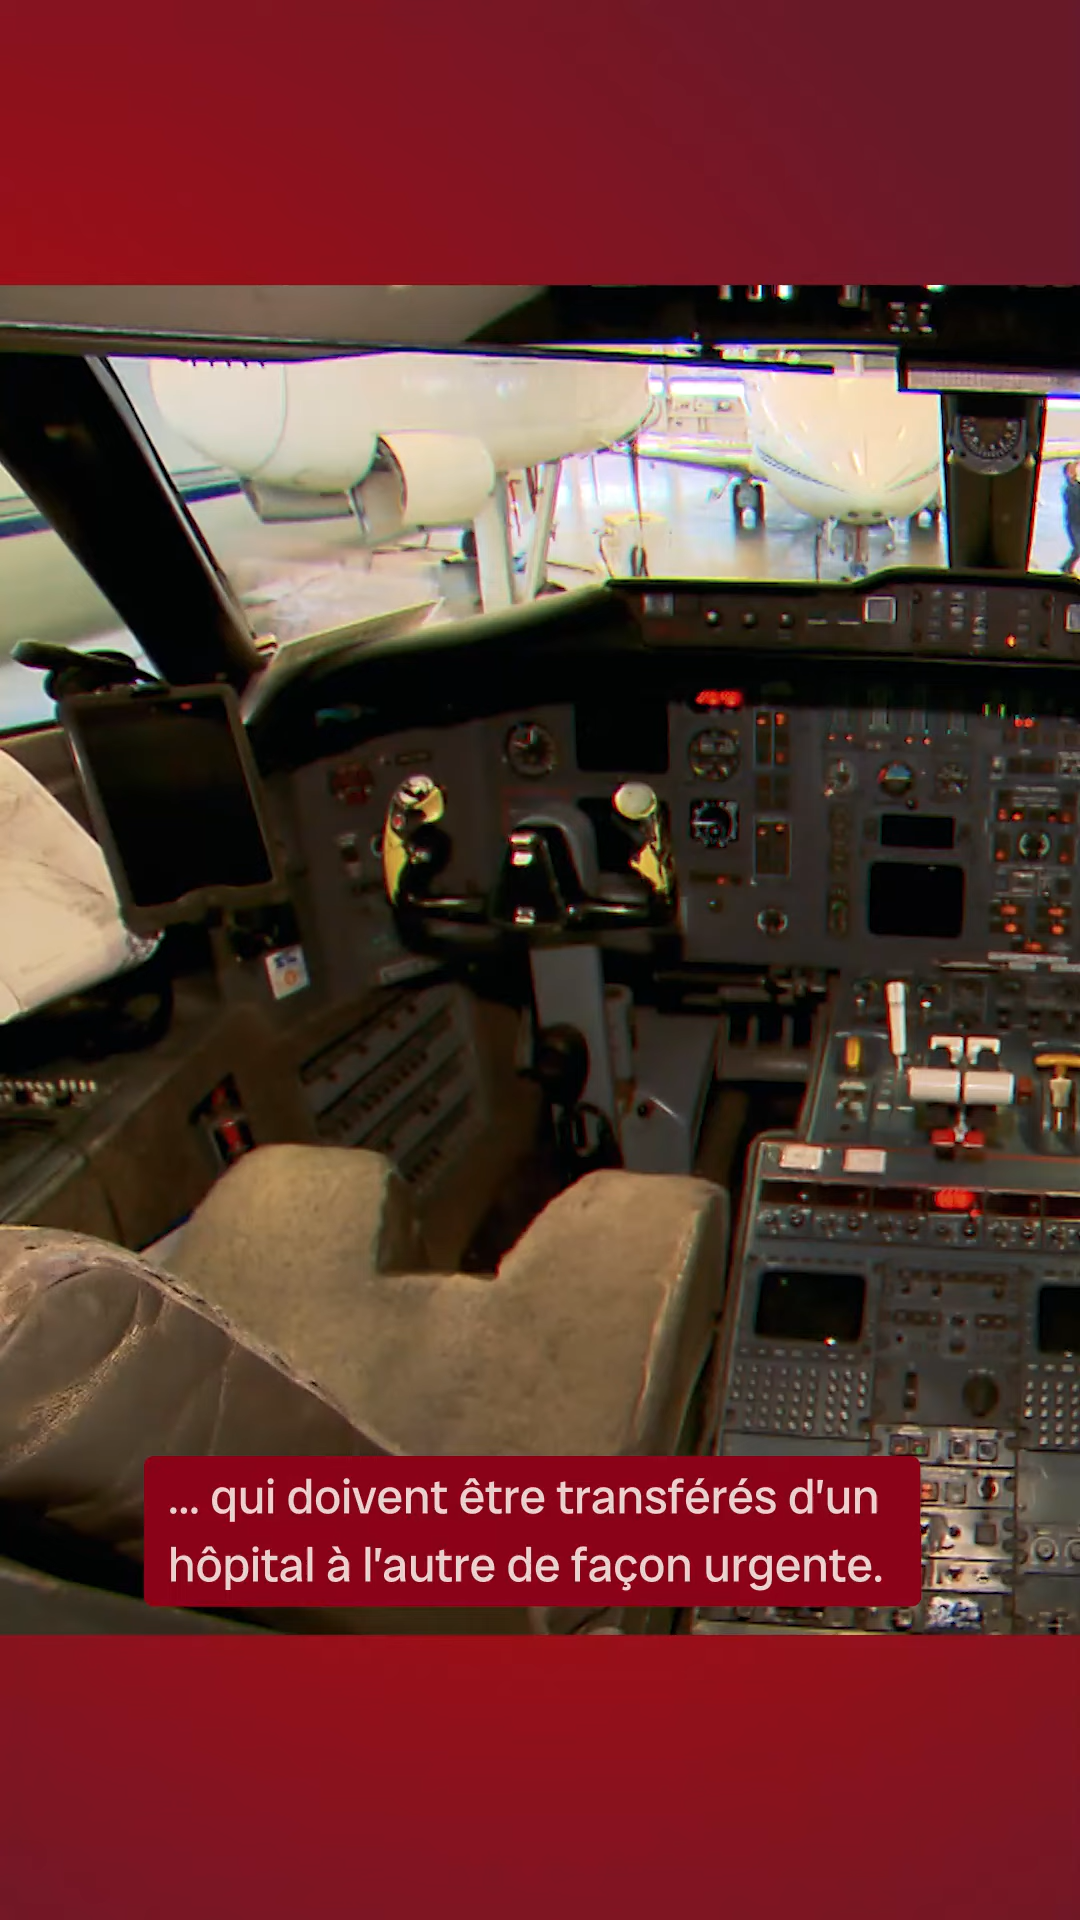 ... qui doivent être transférés d'un
hôpital à l'autre de façon urgente.